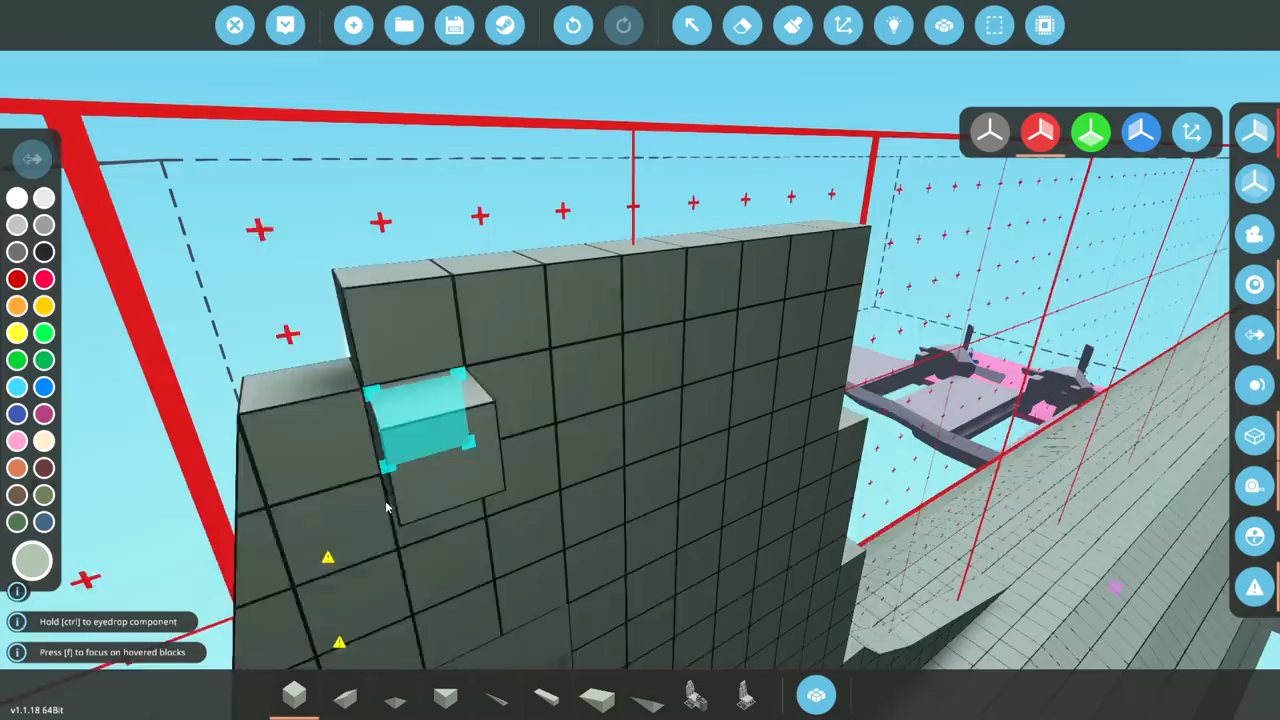 Hold [ctrl] to eyedrop component
Press [f] to focus on hovered blocks
v1.1.18 64Bit